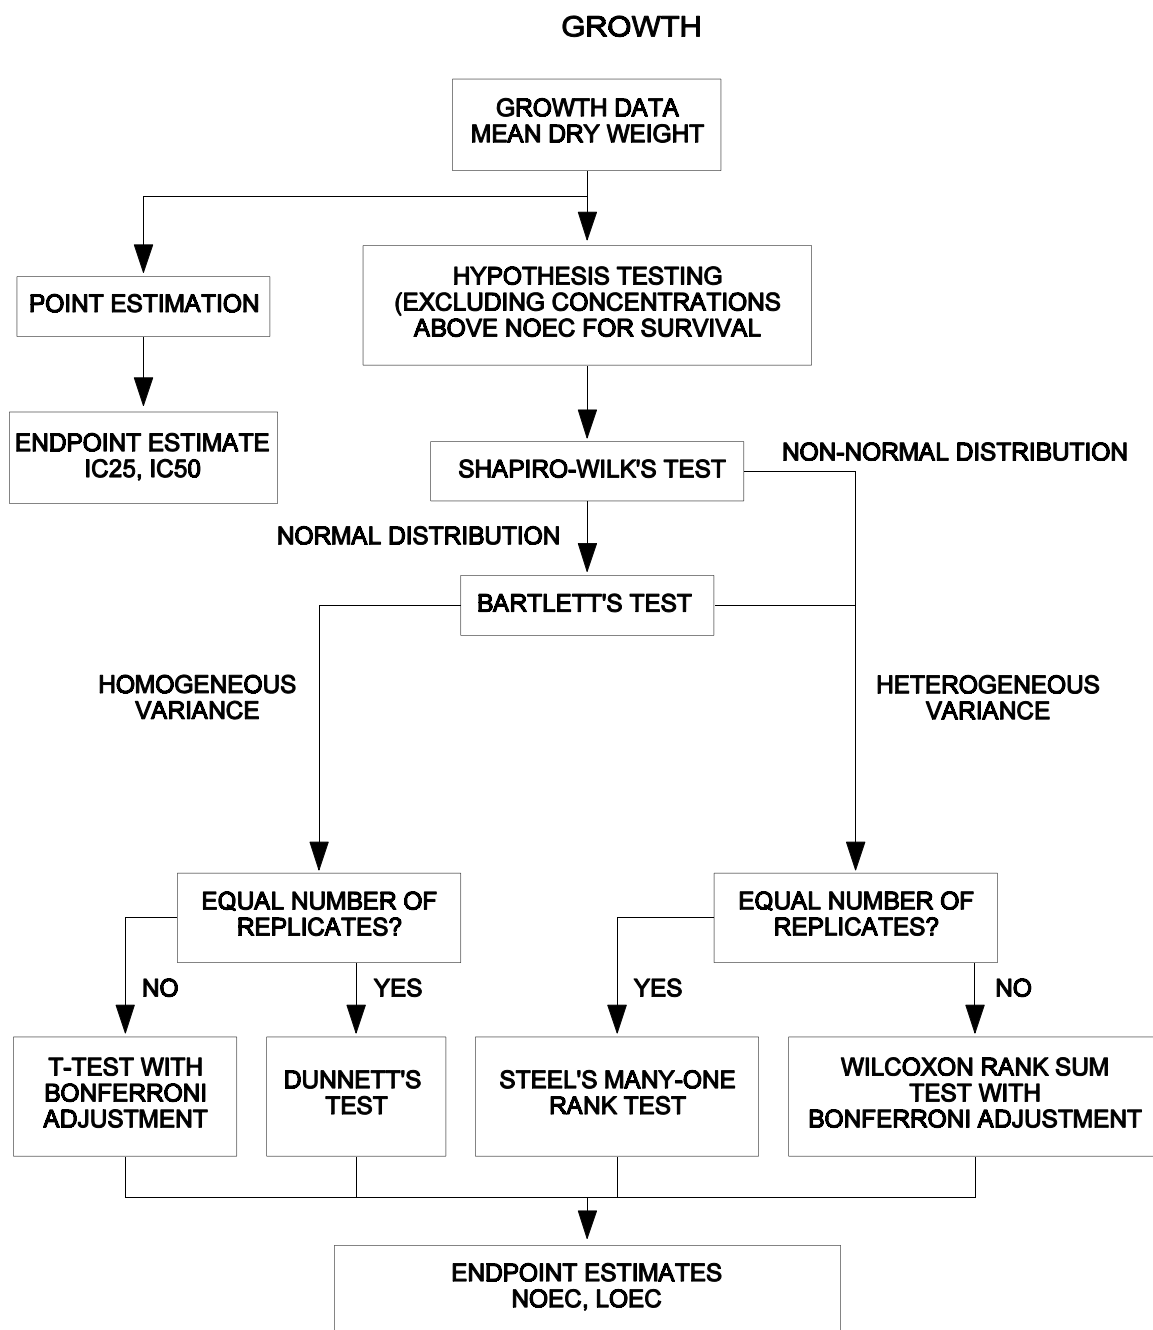 GROWTH
GROWTH DATA
MEAN DRY WEIGHT
HYPOTHESIS TESTING
(EXCLUDING CONCENTRATIONS
ABOVE NOEC FOR SURVIVAL
POINT ESTIMATION
ENDPOINT ESTIMATE
IC25, IC50
SHAPIRO-WILK'S TEST
NON-NORMAL DISTRIBUTION
NORMAL DISTRIBUTION
BARTLETT'S TEST
HOMOGENEOUS
VARIANCE
HETEROGENEOUS
VARIANCE
EQUAL NUMBER OF
REPLICATES?
EQUAL NUMBER OF
REPLICATES?
NO
YES
YES
NO
T-TEST WITH
BONFERRONI
ADJUSTMENT
DUNNETT'S
TEST
STEEL'S MANY-ONE
RANK TEST
WILCOXON RANK SUM
TEST WITH
BONFERRONI ADJUSTMENT
ENDPOINT ESTIMATES
NOEC, LOEC